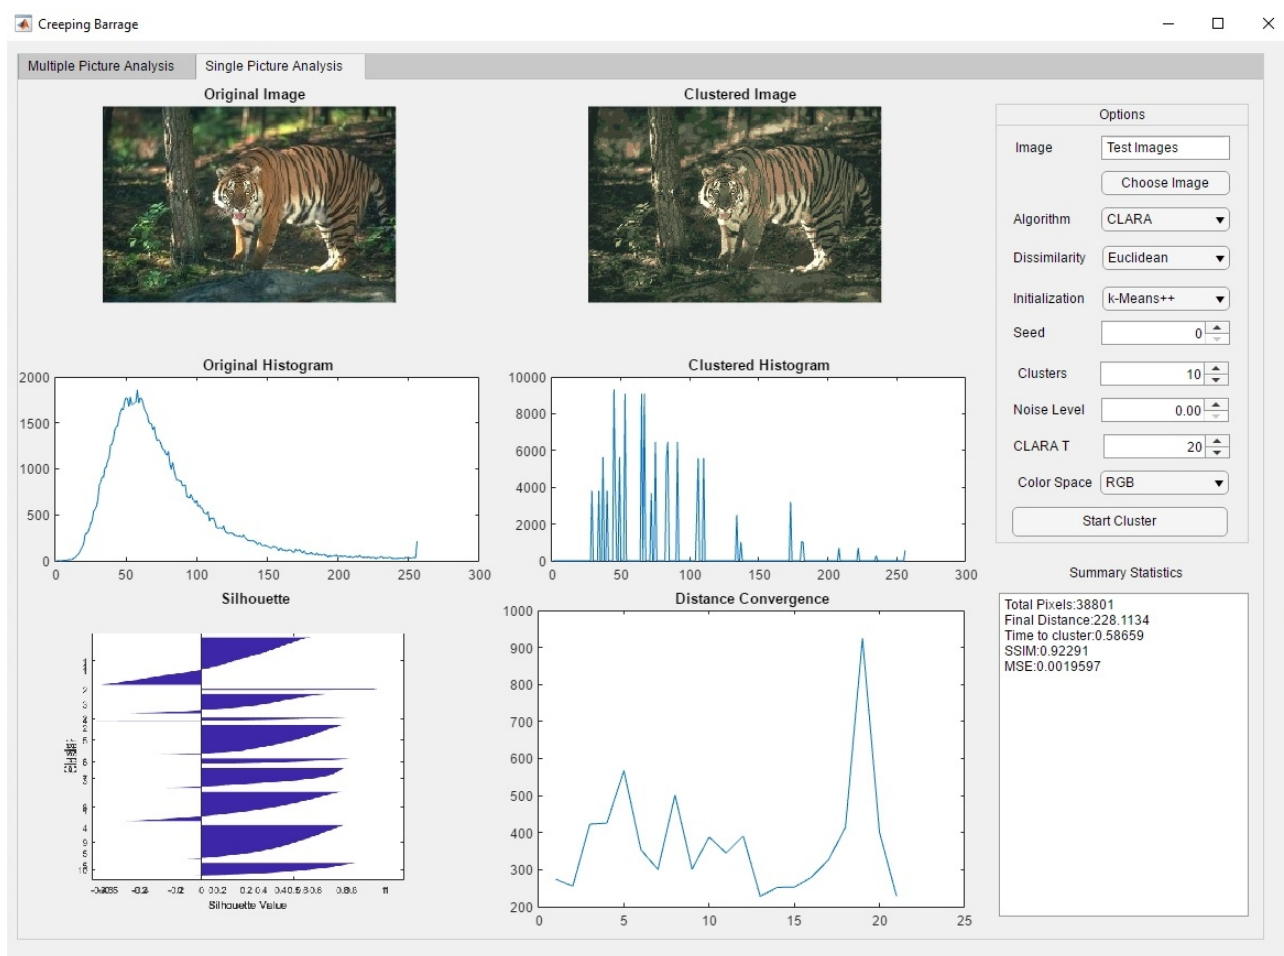 Creeping Barrage
Multiple Picture Analysis
Single Picture Analysis
Original Image
Clustered Image
Options
Image
Test Images
Choose Image
Algorithm
CLARA
Dissimilarity
Euclidean
Initialization
k-Means++
Seed
0
Clusters
10
Noise Level
0.00
CLARA T
20
Color Space
RGB
Start Cluster
Original Histogram
2000
1500
1000
500
0
0 50 100 150 200 250 300
Clustered Histogram
10000
8000
6000
4000
2000
0
0 50 100 150 200 250 300
Silhouette
Silhouette Value
Distance Convergence
1000
900
800
700
600
500
400
300
200
0 5 10 15 20 25
Summary Statistics
Total Pixels:38801
Final Distance:228.1134
Time to cluster:0.58659
SSIM:0.92291
MSE:0.0019597